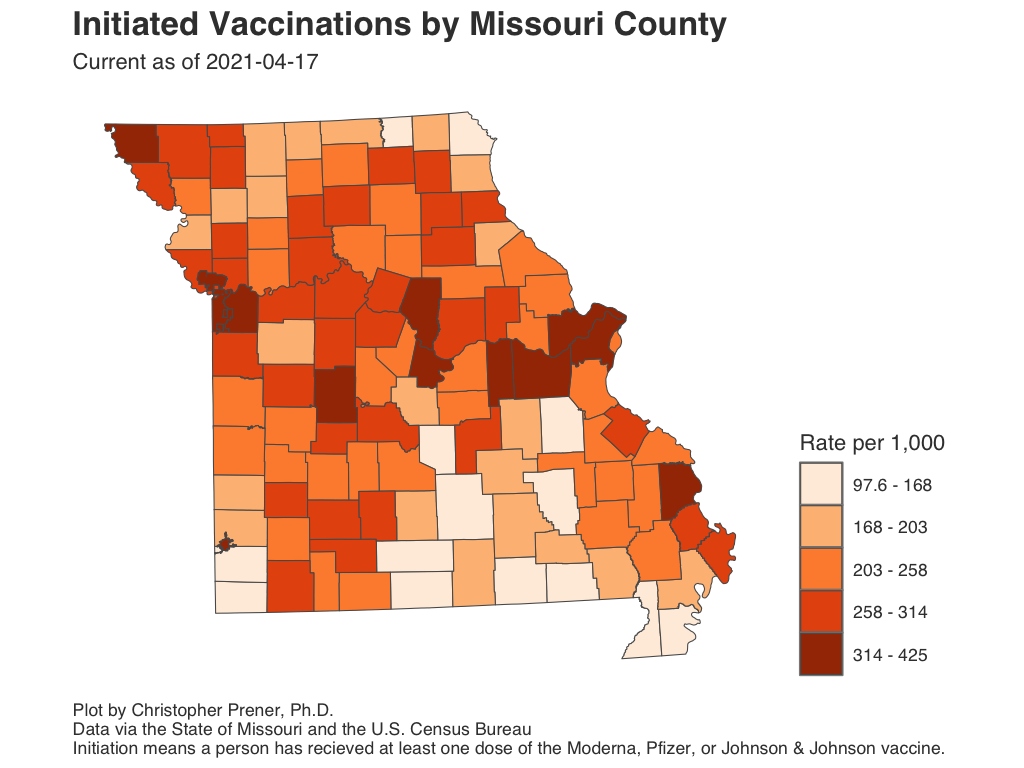 Initiated Vaccinations by Missouri County
Current as of 2021-04-17
Rate per 1,000
97.6 - 168
168 - 203
203 - 258
258 - 314
314 - 425
Plot by Christopher Prener, Ph.D.
Data via the State of Missouri and the U.S. Census Bureau
Initiation means a person has recieved at least one dose of the Moderna, Pfizer, or Johnson & Johnson vaccine.